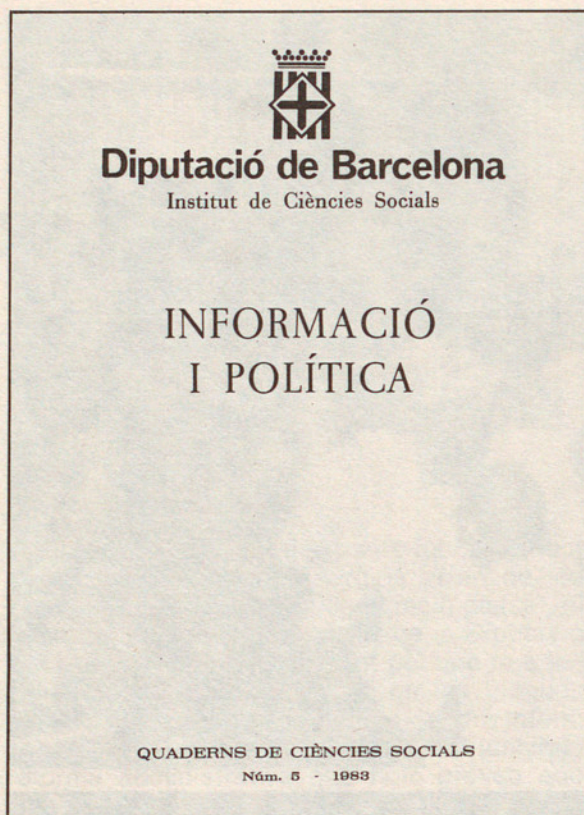 Diputació de Barcelona
Institut de Ciències Socials
INFORMACIÓ
I POLÍTICA
QUADERNS DE CIÈNCIES SOCIALS
Núm. 5 - 1983